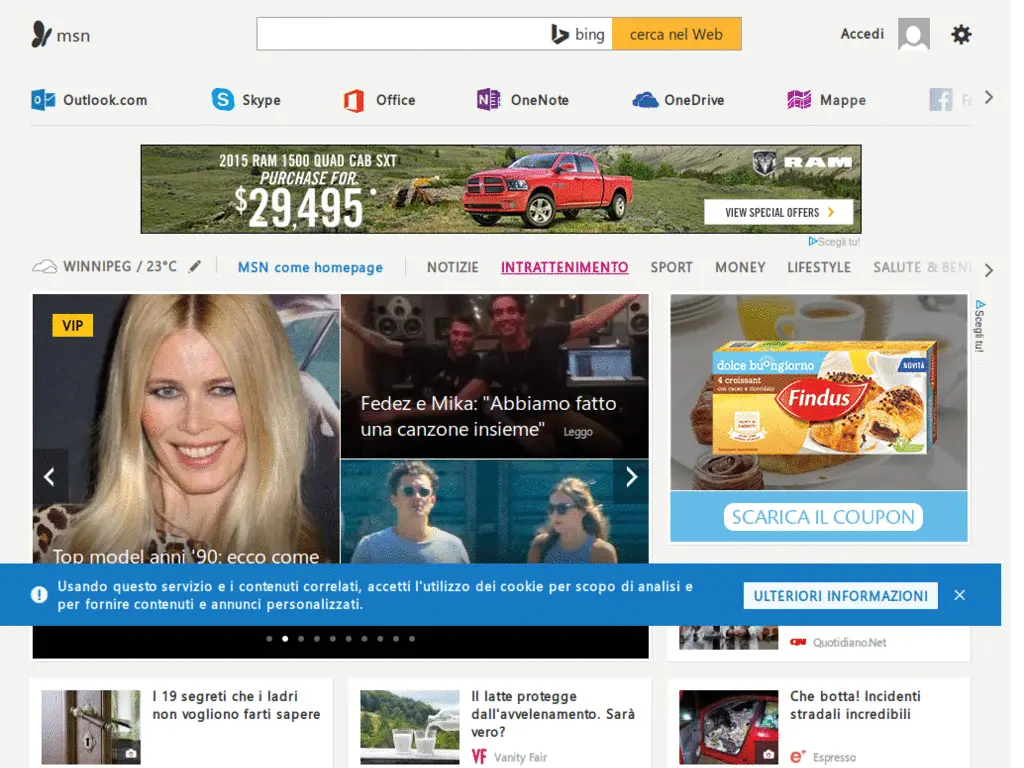 msn
bing
cerca nel Web
Accedi
Outlook.com
Skype
Office
OneNote
OneDrive
Mappe
2015 RAM 1500 QUAD CAB SXT
PURCHASE FOR
$29,495*
RAM
VIEW SPECIAL OFFERS
Scegli tu!
WINNIPEG / 23°C
MSN come homepage
NOTIZIE
INTRATTENIMENTO
SPORT
MONEY
LIFESTYLE
SALUTE & BEN
VIP
Top model anni '90: ecco come
Fedez e Mika: "Abbiamo fatto
una canzone insieme" Leggo
Scegli tu!
dolce buongiorno
4 croissant
con cacao e cioccolato
NOVITÀ
Findus
SCARICA IL COUPON
Usando questo servizio e i contenuti correlati, accetti l'utilizzo dei cookie per scopo di analisi e
per fornire contenuti e annunci personalizzati.
ULTERIORI INFORMAZIONI
QN Quotidiano.Net
I 19 segreti che i ladri
non vogliono farti sapere
Il latte protegge
dall'avvelenamento. Sarà
vero?
VF Vanity Fair
Che botta! Incidenti
stradali incredibili
Espresso